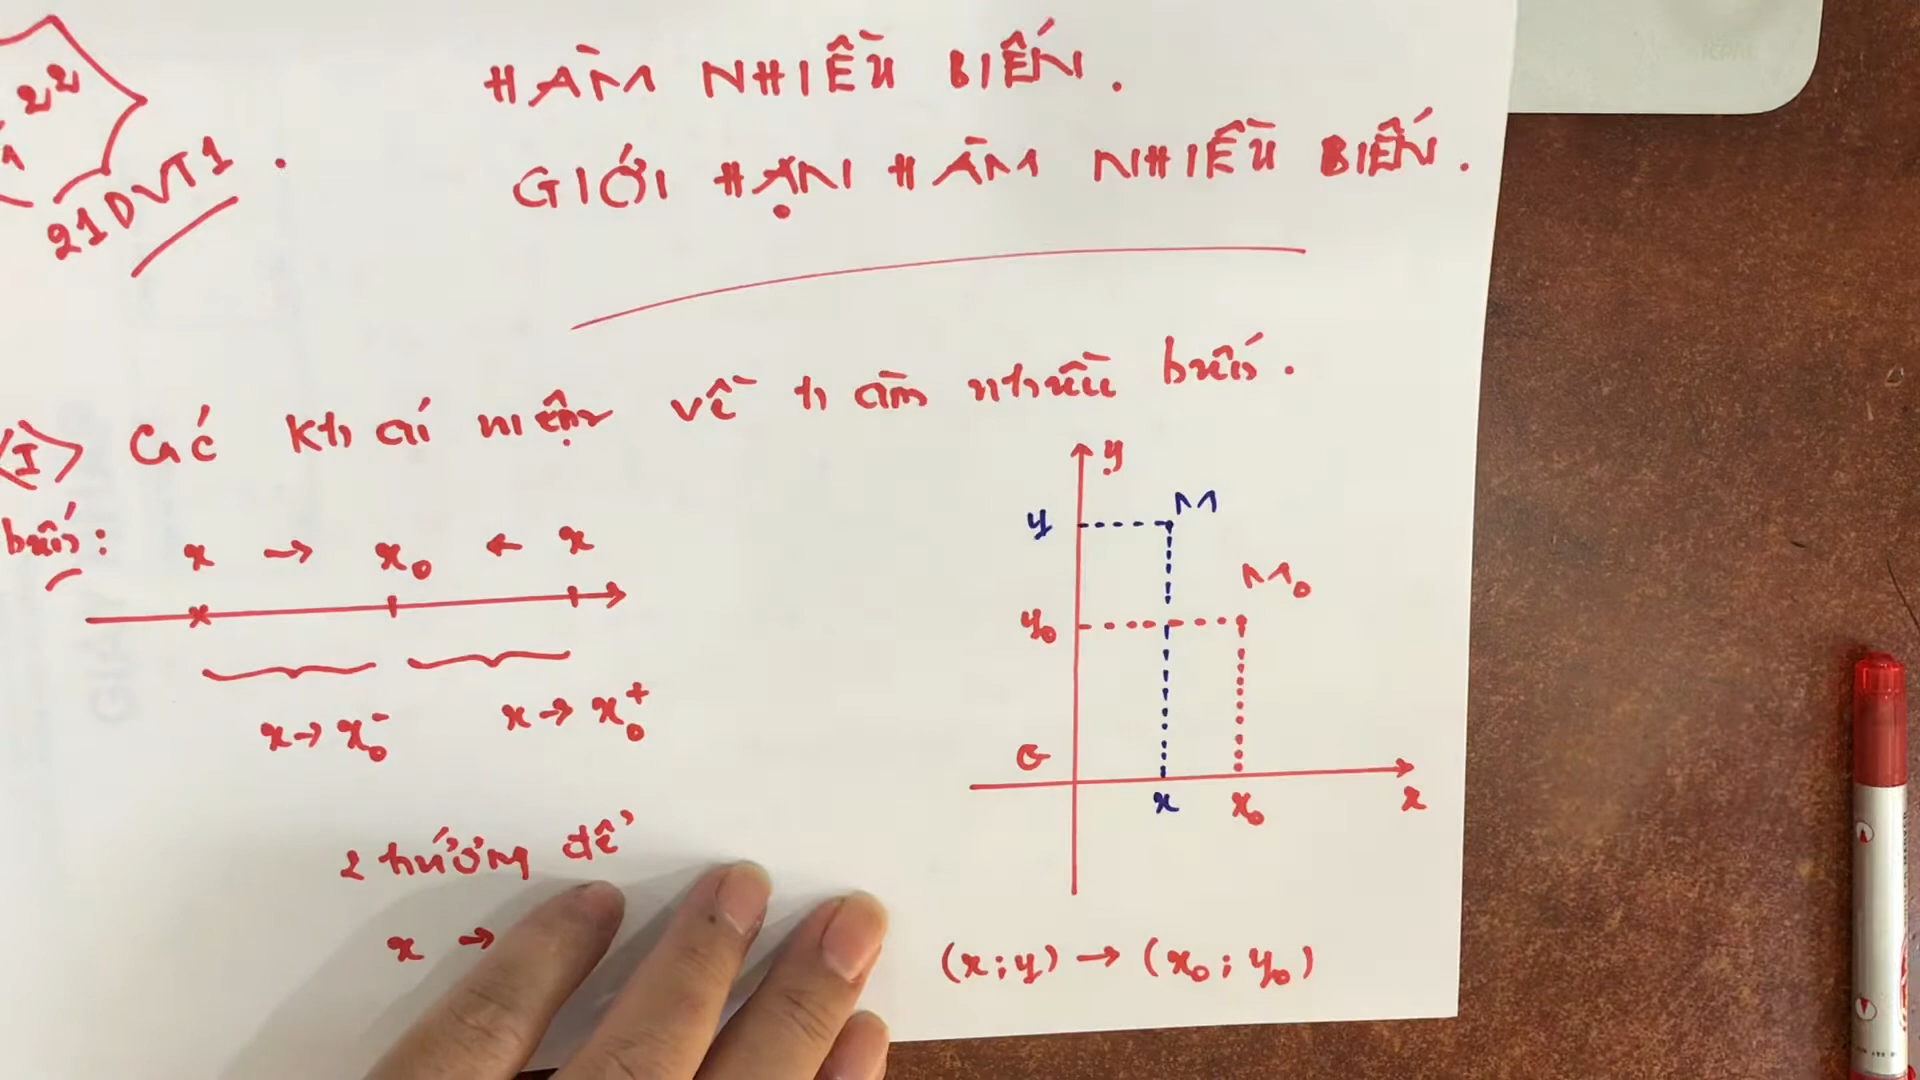 2²
21DVT1.
HÀM NHIỀU BIẾN.
GIỚI HẠN HÀM NHIỀU BIẾN.
<I> Các khái niệm về hàm nhiều biến.
biến:
x → x₀ ← x
x → x₀⁻
x → x₀⁺
2 hướng để
x →
y
y
M
M₀
y₀
O
x
x₀
x
(x; y) → (x₀; y₀)